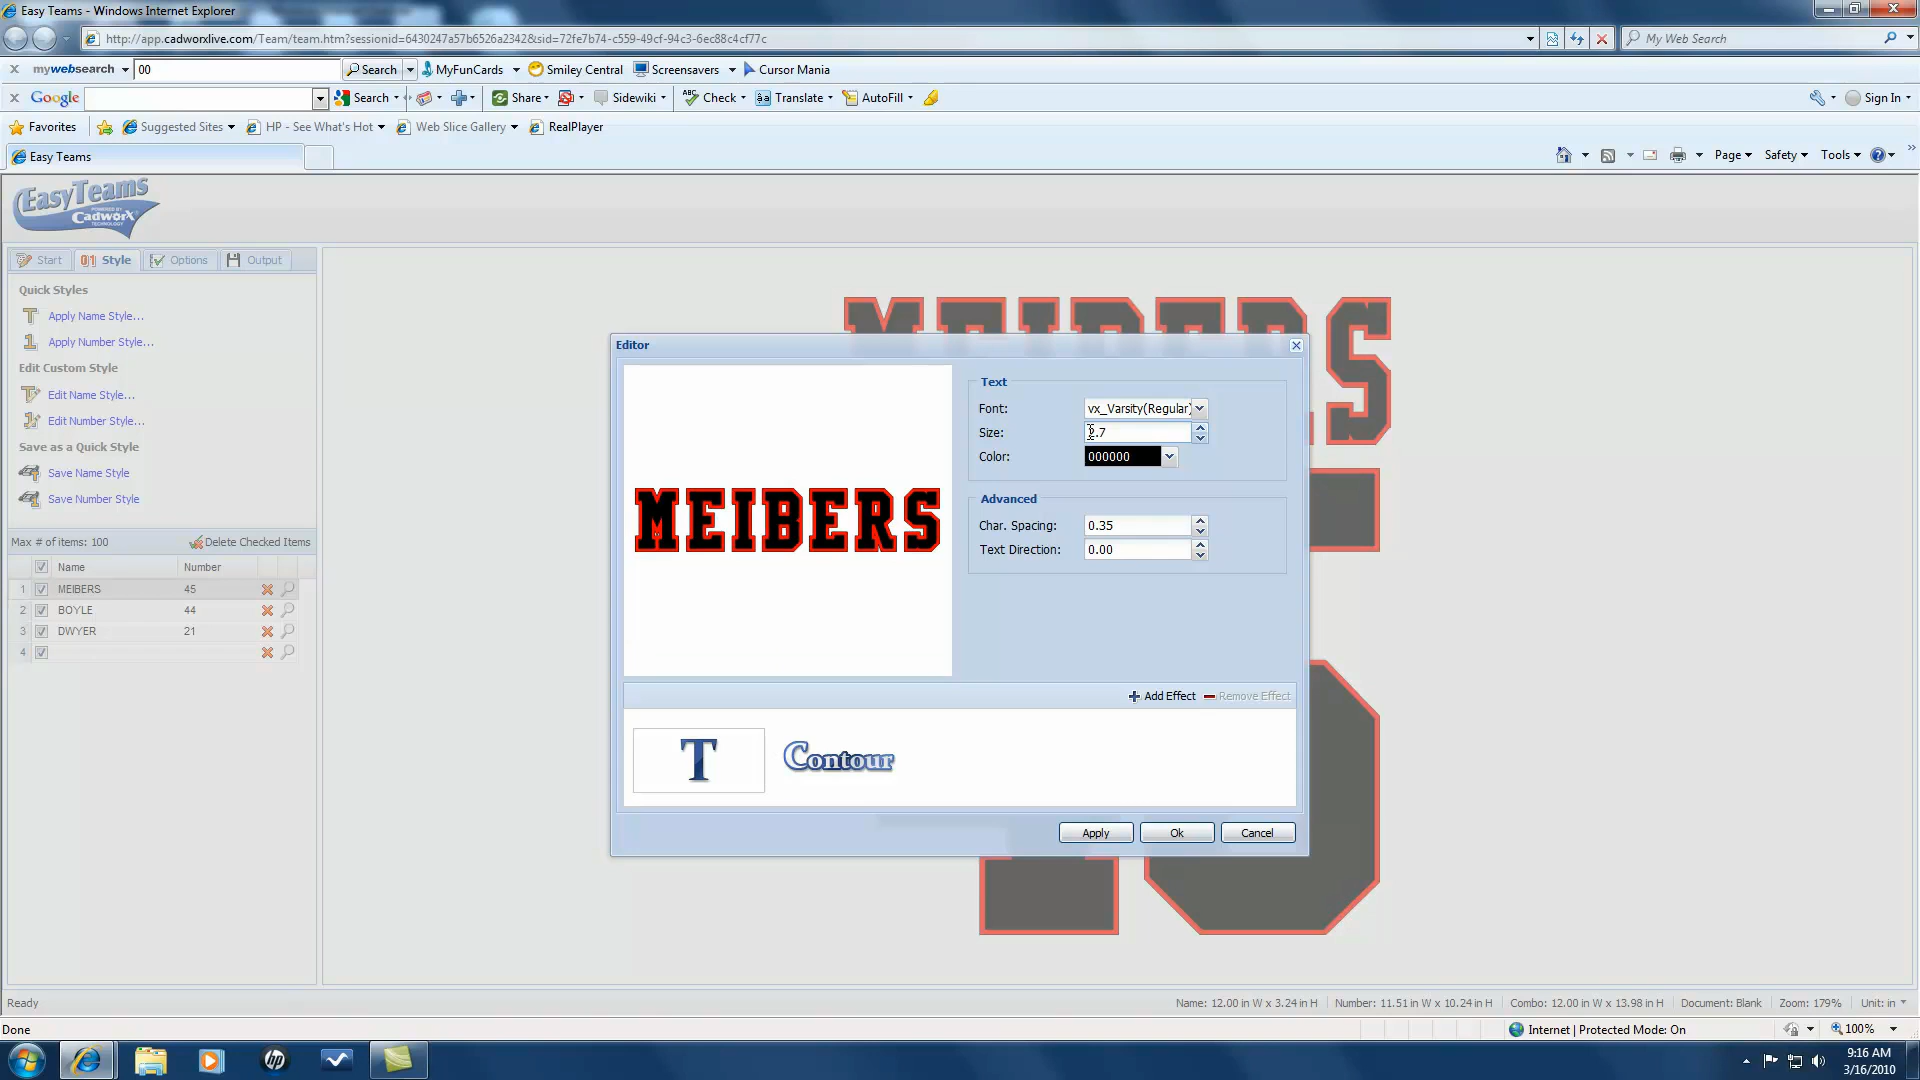 Easy Teams - Windows Internet Explorer
http://app.cadworxlive.com/Team/team.htm?sessionid=6430247a57b6526a2342&sid=72fe7b74-c559-49cf-94c3-6ec88c4cf77c
My Web Search
X mywebsearch 00 Search MyFunCards Smiley Central Screensavers Cursor Mania
X Google Search Share Sidewiki Check Translate AutoFill Sign In
Favorites Suggested Sites HP - See What's Hot Web Slice Gallery RealPlayer
Easy Teams Page Safety Tools
EasyTeams
POWERED BY
Cadworx
TECHNOLOGY
Start 01 Style Options Output
Quick Styles
Apply Name Style...
Apply Number Style...
Edit Custom Style
Edit Name Style...
Edit Number Style...
Save as a Quick Style
Save Name Style
Save Number Style
Max # of items: 100 Delete Checked Items
Name Number
1 MEIBERS 45
2 BOYLE 44
3 DWYER 21
4
MEIBERS
Editor
MEIBERS
Text
Font: vx_Varsity(Regular)
Size: .7
Color: 000000
Advanced
Char. Spacing: 0.35
Text Direction: 0.00
Add Effect Remove Effect
T Contour
Apply Ok Cancel
Ready Name: 12.00 in W x 3.24 in H Number: 11.51 in W x 10.24 in H Combo: 12.00 in W x 13.98 in H Document: Blank Zoom: 179% Unit: in
Done Internet | Protected Mode: On 100%
hp
9:16 AM
3/16/2010